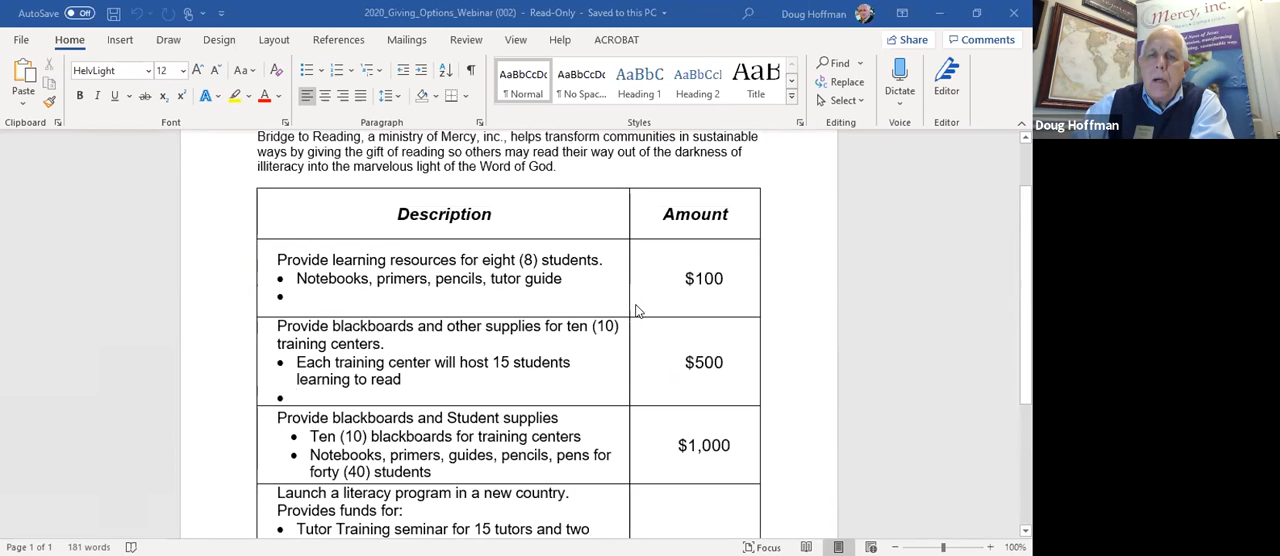 AutoSave Off
2020_Giving_Options_Webinar (002) - Read-Only - Saved to this PC
Doug Hoffman
File Home Insert Draw Design Layout References Mailings Review View Help ACROBAT
Share Comments
Paste
HelvLight 12
Aa
B I U ab x₂ x² A A
AaBbCcDc AaBbCcDc AaBbC AaBbCcI AaB
¶ Normal ¶ No Spac... Heading 1 Heading 2 Title
Find
Replace
Select
Dictate
Editor
Clipboard Font Paragraph Styles Editing Voice Editor
Mercy, inc.
Doug Hoffman
Bridge to Reading, a ministry of Mercy, inc., helps transform communities in sustainable
ways by giving the gift of reading so others may read their way out of the darkness of
illiteracy into the marvelous light of the Word of God.
Description Amount
Provide learning resources for eight (8) students.
• Notebooks, primers, pencils, tutor guide
•
$100
Provide blackboards and other supplies for ten (10)
training centers.
• Each training center will host 15 students
learning to read
•
$500
Provide blackboards and Student supplies
• Ten (10) blackboards for training centers
• Notebooks, primers, guides, pencils, pens for
forty (40) students
$1,000
Launch a literacy program in a new country.
Provides funds for:
• Tutor Training seminar for 15 tutors and two
Page 1 of 1 181 words
Focus
100%